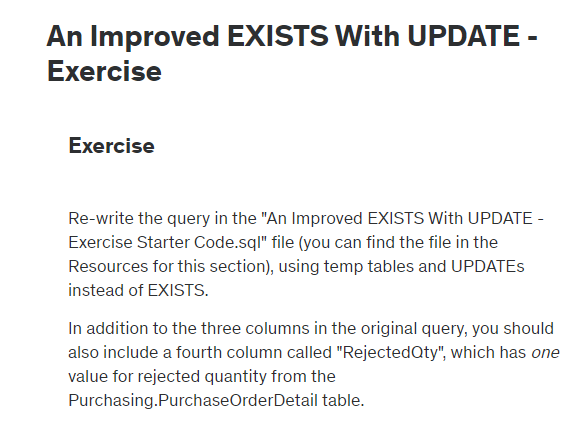 An Improved EXISTS With UPDATE -
Exercise
Exercise
Re-write the query in the "An Improved EXISTS With UPDATE -
Exercise Starter Code.sql" file (you can find the file in the
Resources for this section), using temp tables and UPDATEs
instead of EXISTS.
In addition to the three columns in the original query, you should
also include a fourth column called "RejectedQty", which has one
value for rejected quantity from the
Purchasing.PurchaseOrderDetail table.